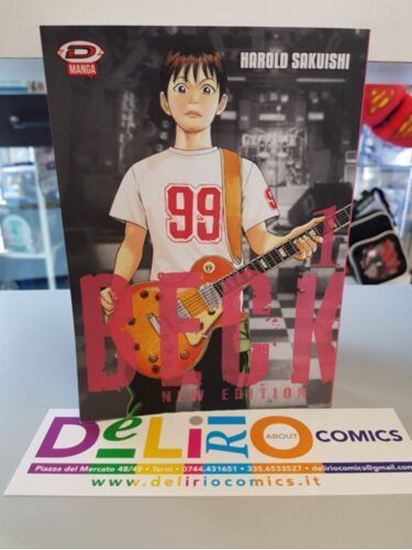 D
MANGA
HAROLD SAKUISHI
99
1
BECK
NEW EDITION
DeLiRiO ABOUT COMICS
Piazza del Mercato 48/49 • Terni • 0744.431651 • 335.6533527 • deliriocomics@gmail.com
www.deliriocomics.it